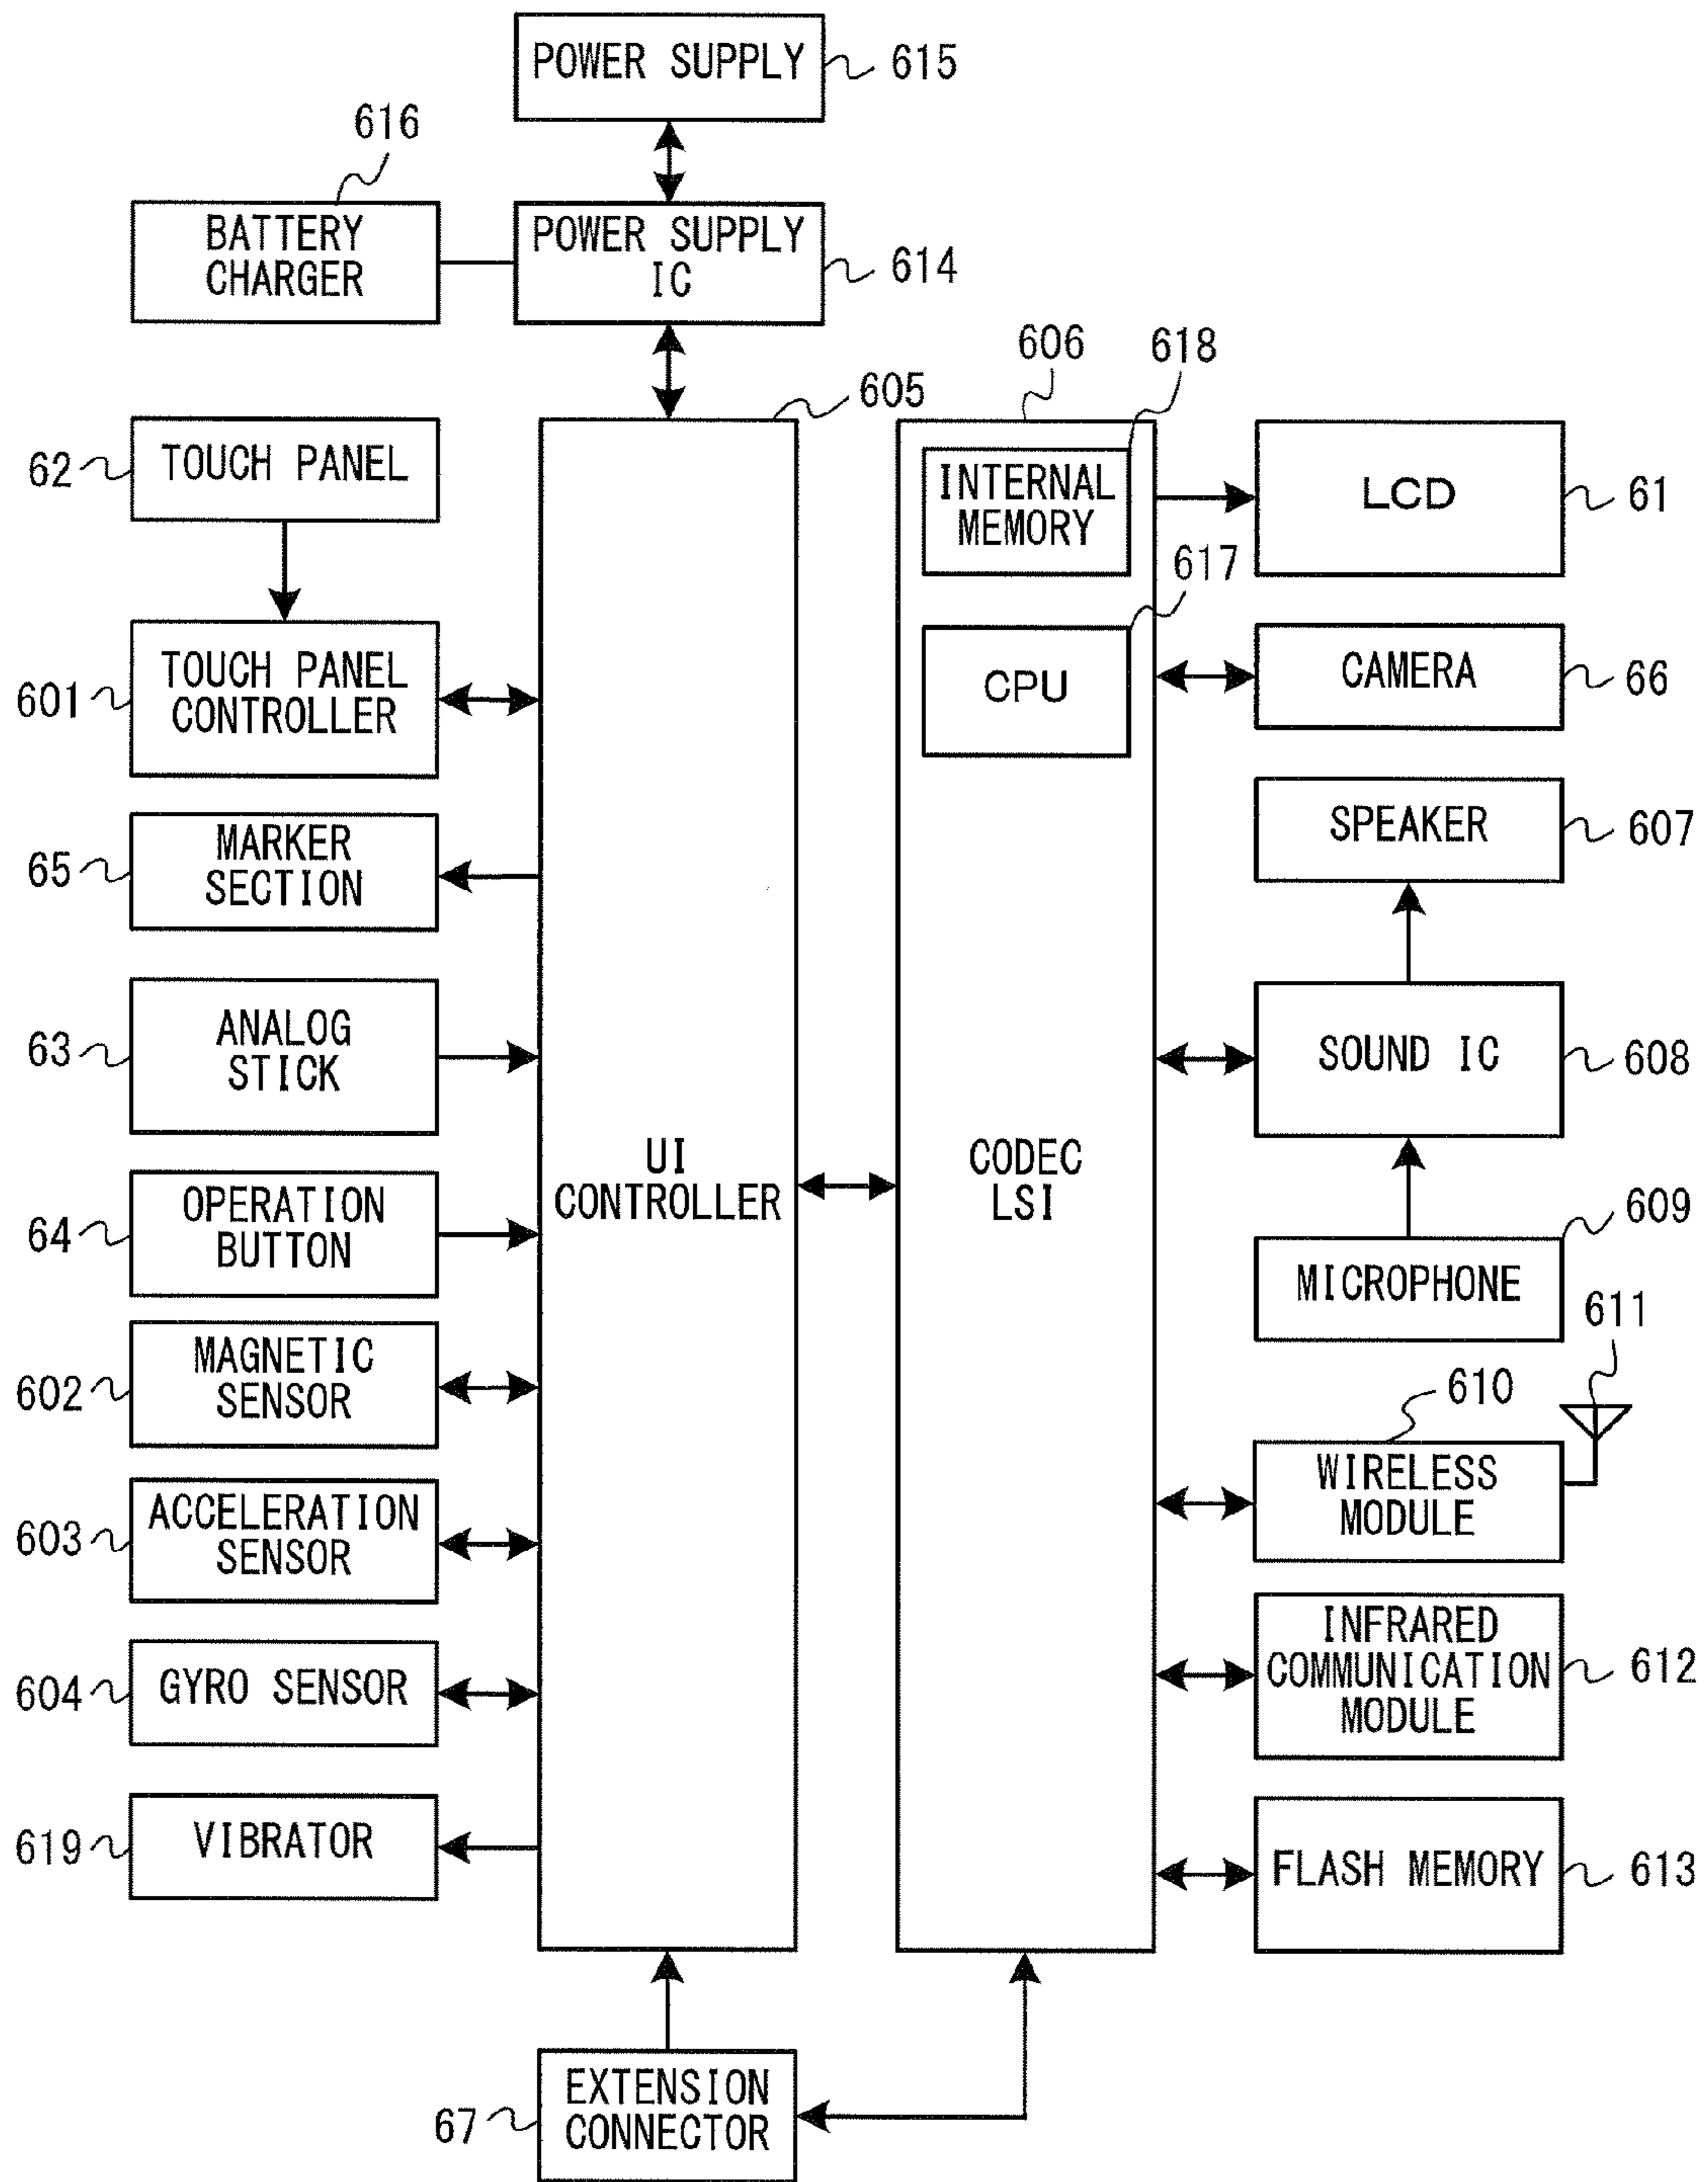 POWER SUPPLY
615
616
BATTERY
CHARGER
POWER SUPPLY
IC
614
605
606
618
62
TOUCH PANEL
INTERNAL
MEMORY
LCD
61
617
601
TOUCH PANEL
CONTROLLER
CPU
CAMERA
66
65
MARKER
SECTION
SPEAKER
607
63
ANALOG
STICK
SOUND IC
608
UI
CONTROLLER
CODEC
LSI
64
OPERATION
BUTTON
609
MICROPHONE
611
602
MAGNETIC
SENSOR
610
WIRELESS
MODULE
603
ACCELERATION
SENSOR
604
GYRO SENSOR
INFRARED
COMMUNICATION
MODULE
612
619
VIBRATOR
FLASH MEMORY
613
67
EXTENSION
CONNECTOR